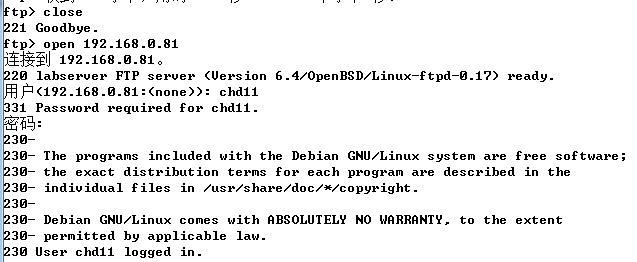 ftp> close
221 Goodbye.
ftp> open 192.168.0.81
连接到 192.168.0.81。
220 labserver FTP server (Version 6.4/OpenBSD/Linux-ftpd-0.17) ready.
用户(192.168.0.81:(none)): chd11
331 Password required for chd11.
密码:
230-
230- The programs included with the Debian GNU/Linux system are free software;
230- the exact distribution terms for each program are described in the
230- individual files in /usr/share/doc/*/copyright.
230-
230- Debian GNU/Linux comes with ABSOLUTELY NO WARRANTY, to the extent
230- permitted by applicable law.
230 User chd11 logged in.